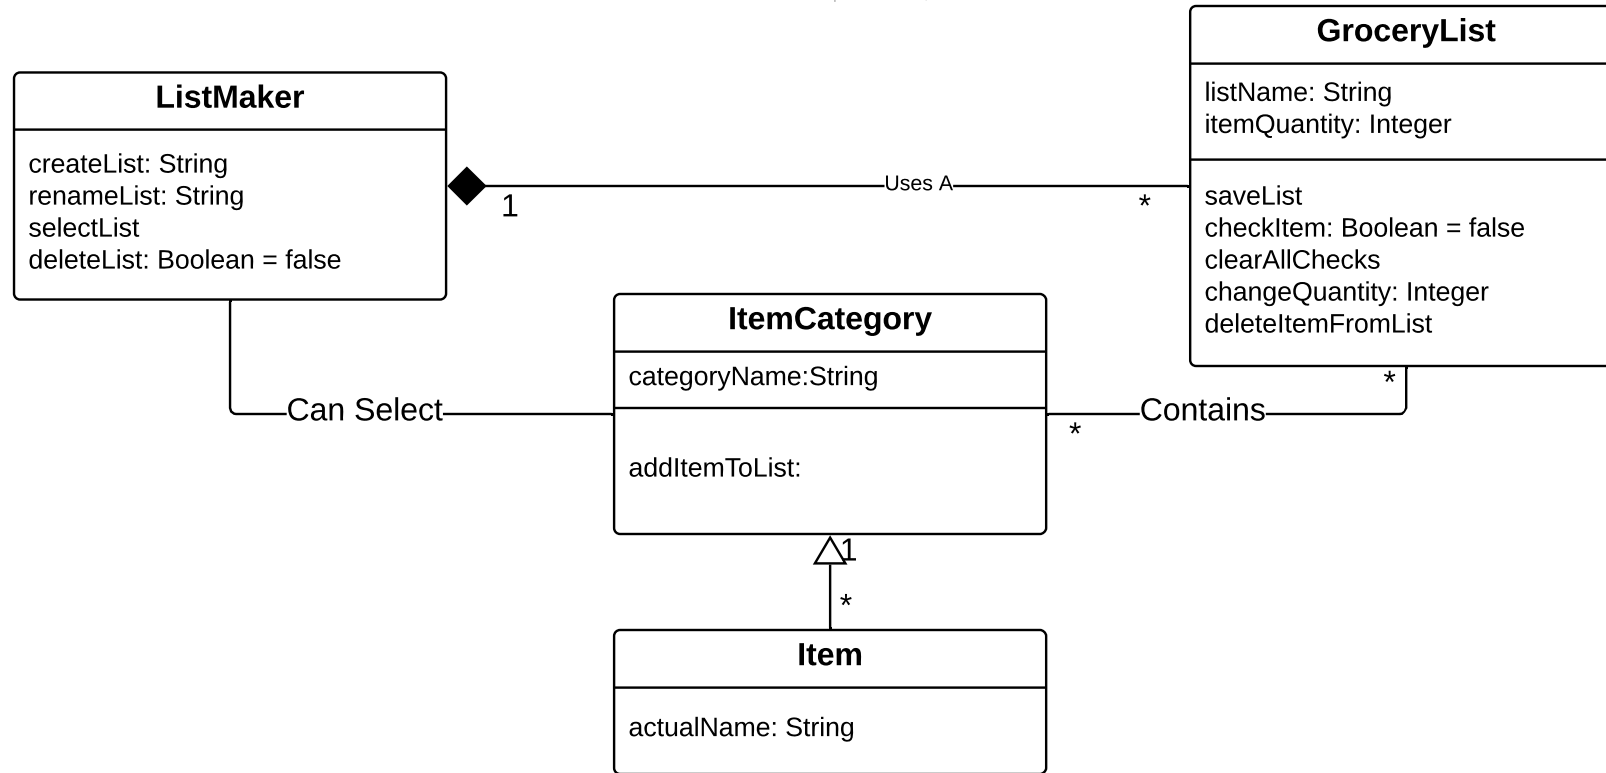 GroceryList
listName: String
itemQuantity: Integer
saveList
checkItem: Boolean = false
clearAllChecks
changeQuantity: Integer
deleteItemFromList
ListMaker
createList: String
renameList: String
selectList
deleteList: Boolean = false
1
Uses A
*
ItemCategory
categoryName:String
addItemToList:
Can Select
*
Contains
*
1
*
Item
actualName: String